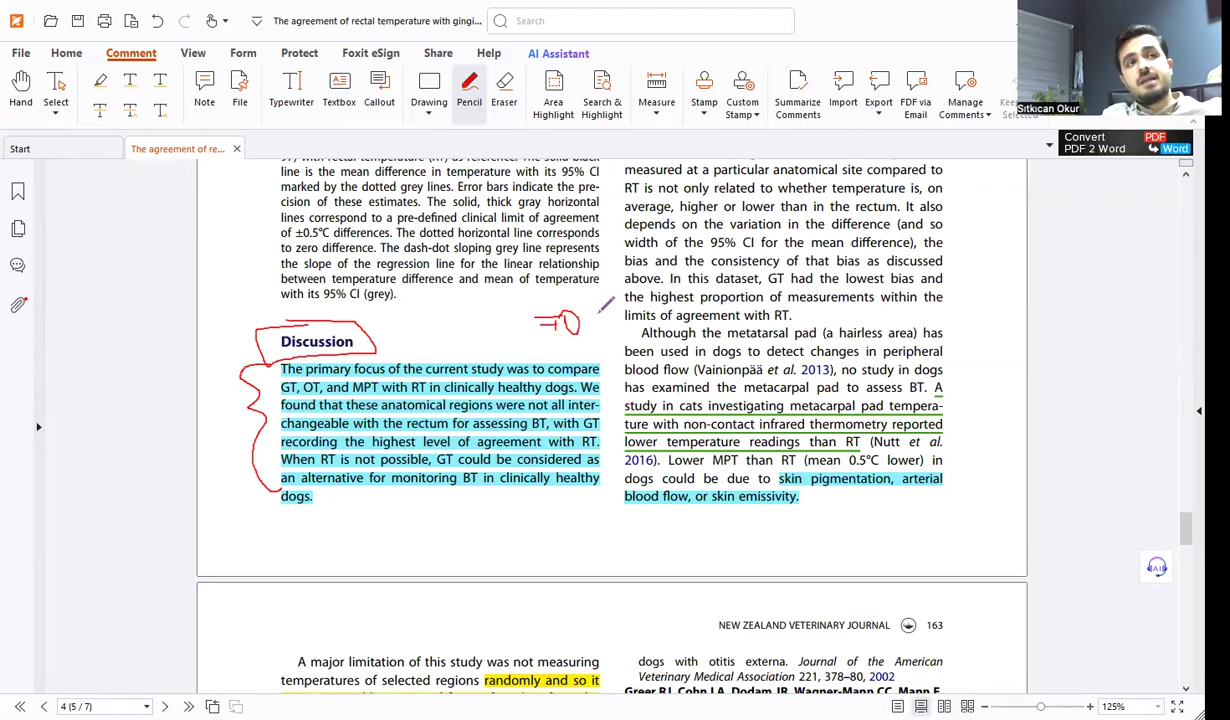 The agreement of rectal temperature with gingi...
Search
File
Home
Comment
View
Form
Protect
Foxit eSign
Share
Help
AI Assistant
Hand
Select
Note
File
Typewriter
Textbox
Callout
Drawing
Pencil
Eraser
Area Highlight
Search & Highlight
Measure
Stamp
Custom Stamp
Summarize Comments
Import
Export
FDF via Email
Manage Comments
Keep
Selected
Sıtkıcan Okur
Start
The agreement of re...
Convert PDF
PDF 2 Word Word
line is the mean difference in temperature with its 95% CI
marked by the dotted grey lines. Error bars indicate the pre-
cision of these estimates. The solid, thick gray horizontal
lines correspond to a pre-defined clinical limit of agreement
of ±0.5°C differences. The dotted horizontal line corresponds
to zero difference. The dash-dot sloping grey line represents
the slope of the regression line for the linear relationship
between temperature difference and mean of temperature
with its 95% CI (grey).
Discussion
The primary focus of the current study was to compare
GT, OT, and MPT with RT in clinically healthy dogs. We
found that these anatomical regions were not all inter-
changeable with the rectum for assessing BT, with GT
recording the highest level of agreement with RT.
When RT is not possible, GT could be considered as
an alternative for monitoring BT in clinically healthy
dogs.
measured at a particular anatomical site compared to
RT is not only related to whether temperature is, on
average, higher or lower than in the rectum. It also
depends on the variation in the difference (and so
width of the 95% CI for the mean difference), the
bias and the consistency of that bias as discussed
above. In this dataset, GT had the lowest bias and
the highest proportion of measurements within the
limits of agreement with RT.
Although the metatarsal pad (a hairless area) has
been used in dogs to detect changes in peripheral
blood flow (Vainionpää et al. 2013), no study in dogs
has examined the metacarpal pad to assess BT. A
study in cats investigating metacarpal pad tempera-
ture with non-contact infrared thermometry reported
lower temperature readings than RT (Nutt et al.
2016). Lower MPT than RT (mean 0.5°C lower) in
dogs could be due to skin pigmentation, arterial
blood flow, or skin emissivity.
NEW ZEALAND VETERINARY JOURNAL 163
A major limitation of this study was not measuring
temperatures of selected regions randomly and so it
dogs with otitis externa. Journal of the American
Veterinary Medical Association 221, 378–80, 2002
Greer RJ, Cohn LA, Dodam JR, Wagner-Mann CC, Mann F.
AI
4 (5 / 7)
125%